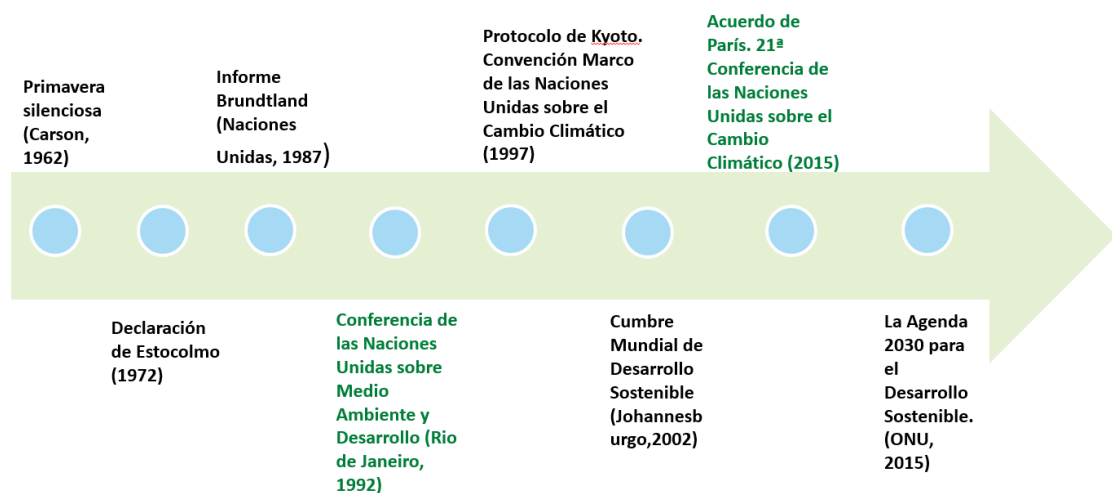 Primavera
silenciosa
(Carson,
1962)
Declaración
de Estocolmo
(1972)
Informe
Brundtland
(Naciones
Unidas, 1987)
Conferencia de
las Naciones
Unidas sobre
Medio
Ambiente y
Desarrollo (Rio
de Janeiro,
1992)
Protocolo de Kyoto.
Convención Marco
de las Naciones
Unidas sobre el
Cambio Climático
(1997)
Cumbre
Mundial de
Desarrollo
Sostenible
(Johannesb
urgo,2002)
Acuerdo de
París. 21ª
Conferencia de
las Naciones
Unidas sobre el
Cambio
Climático (2015)
La Agenda
2030 para
el
Desarrollo
Sostenible.
(ONU,
2015)